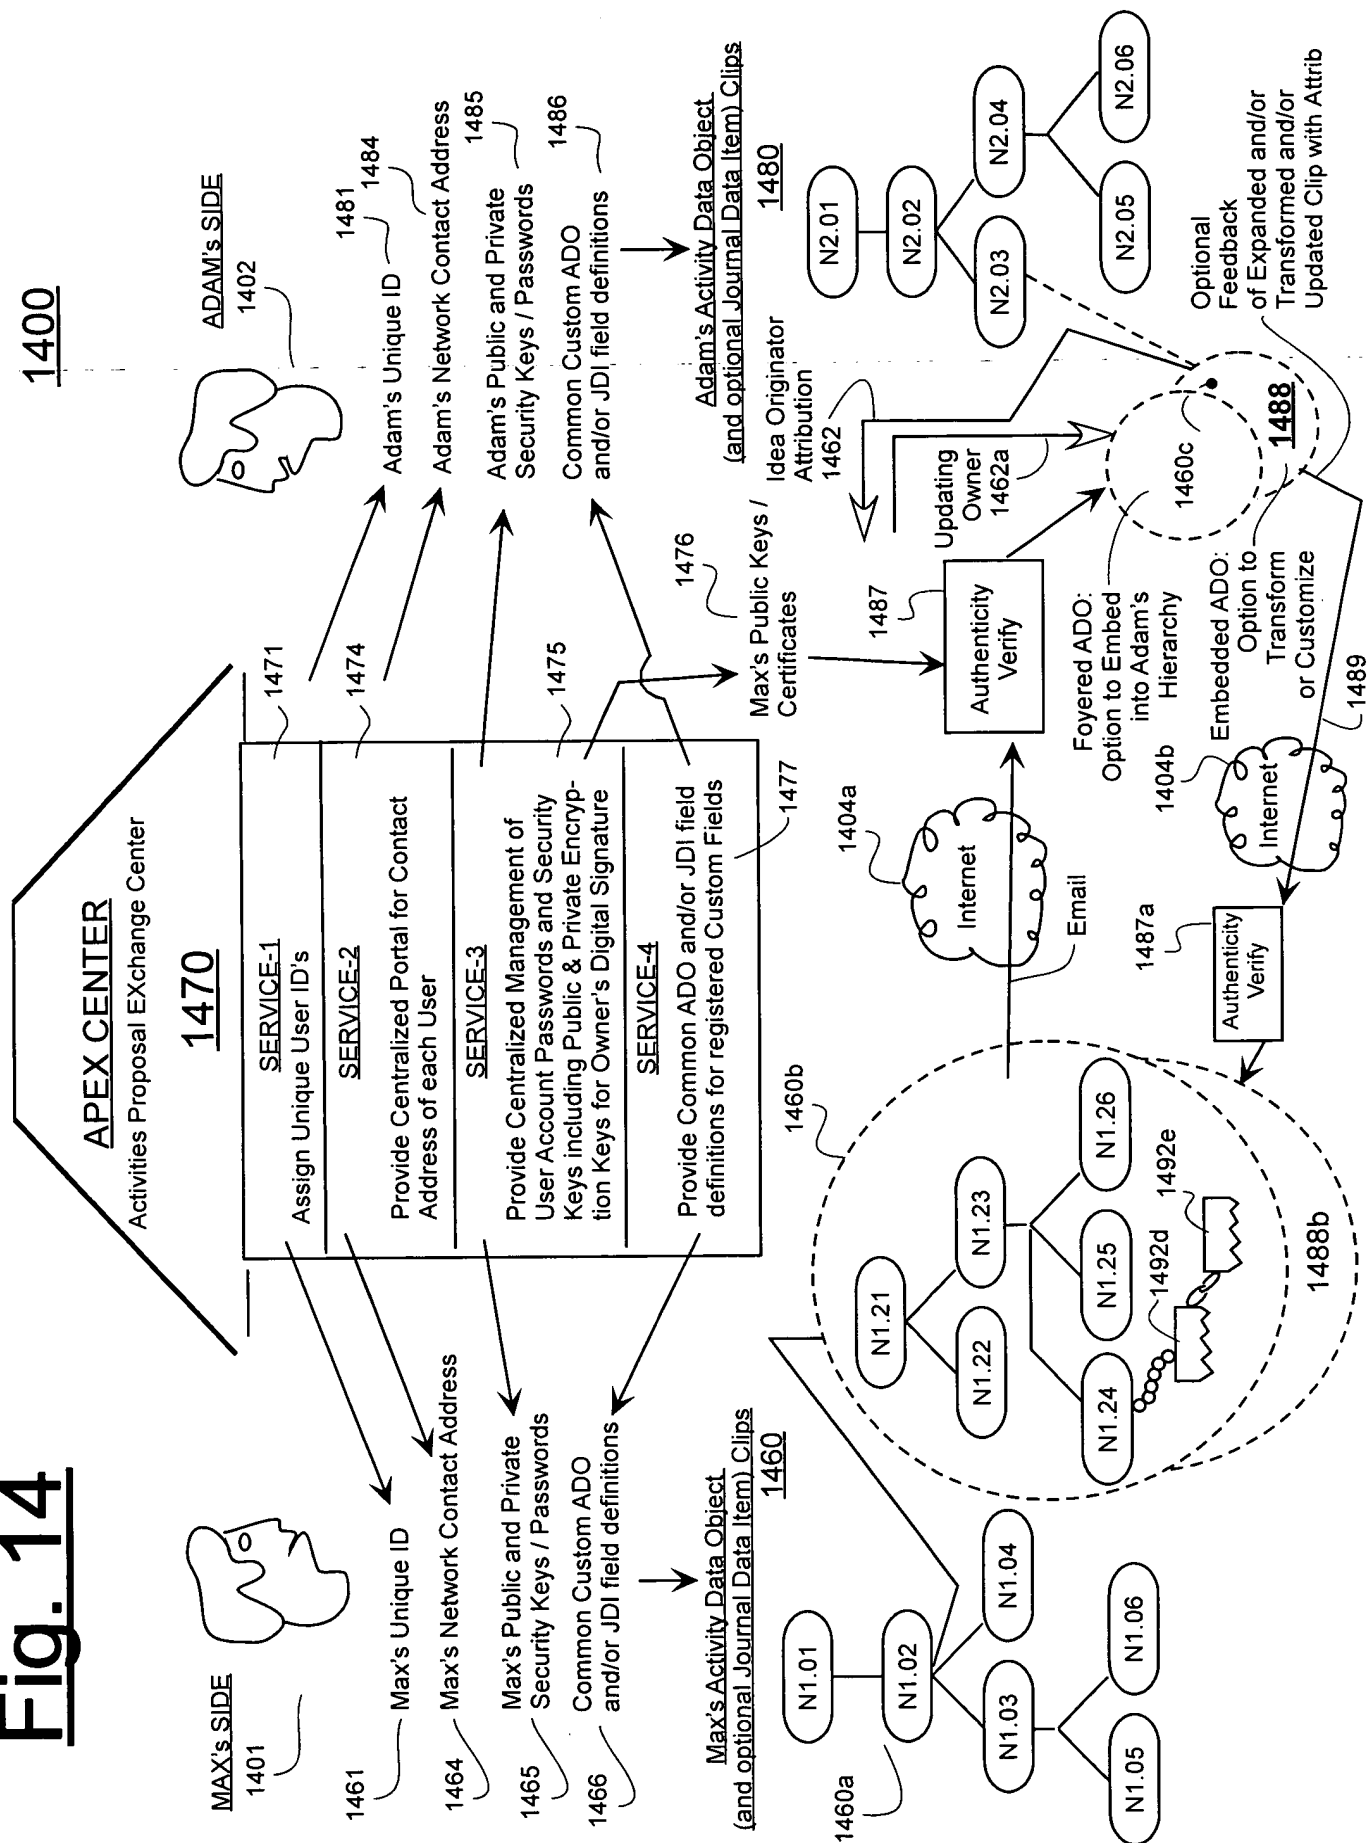 Fig. 14
1400
APEX CENTER
Activities Proposal EXchange Center
1470
MAX's SIDE
1401
ADAM's SIDE
1402
SERVICE-1
Assign Unique User ID's
1471
SERVICE-2
Provide Centralized Portal for Contact
Address of each User
1474
SERVICE-3
Provide Centralized Management of
User Account Passwords and Security
Keys including Public & Private Encryp-
tion Keys for Owner's Digital Signature
1475
SERVICE-4
Provide Common ADO and/or JDI field
definitions for registered Custom Fields
1477
1461
Max's Unique ID
1464
Max's Network Contact Address
1465
Max's Public and Private
Security Keys / Passwords
1466
Common Custom ADO
and/or JDI field definitions
Max's Activity Data Object
(and optional Journal Data Item) Clips
1460
Adam's Unique ID
1481
Adam's Network Contact Address
1484
Adam's Public and Private
Security Keys / Passwords
1485
Common Custom ADO
and/or JDI field definitions
1486
Adam's Activity Data Object
(and optional Journal Data Item) Clips
1480
Max's Public Keys /
Certificates
1476
Idea Originator
Attribution
1462
Updating
Owner
1462a
1460a
N1.01
N1.02
N1.03
N1.04
N1.05
N1.06
1460b
N1.21
N1.22
N1.23
N1.24
N1.25
N1.26
1492d
1492e
1488b
Internet
1404a
Email
Authenticity
Verify
1487
Foyered ADO:
Option to Embed
into Adam's
Hierarchy
1460c
1488
Embedded ADO:
Option to
Transform
or Customize
N2.01
N2.02
N2.03
N2.04
N2.05
N2.06
Optional
Feedback
of Expanded and/or
Transformed and/or
Updated Clip with Attrib
1404b
Internet
1489
1487a
Authenticity
Verify